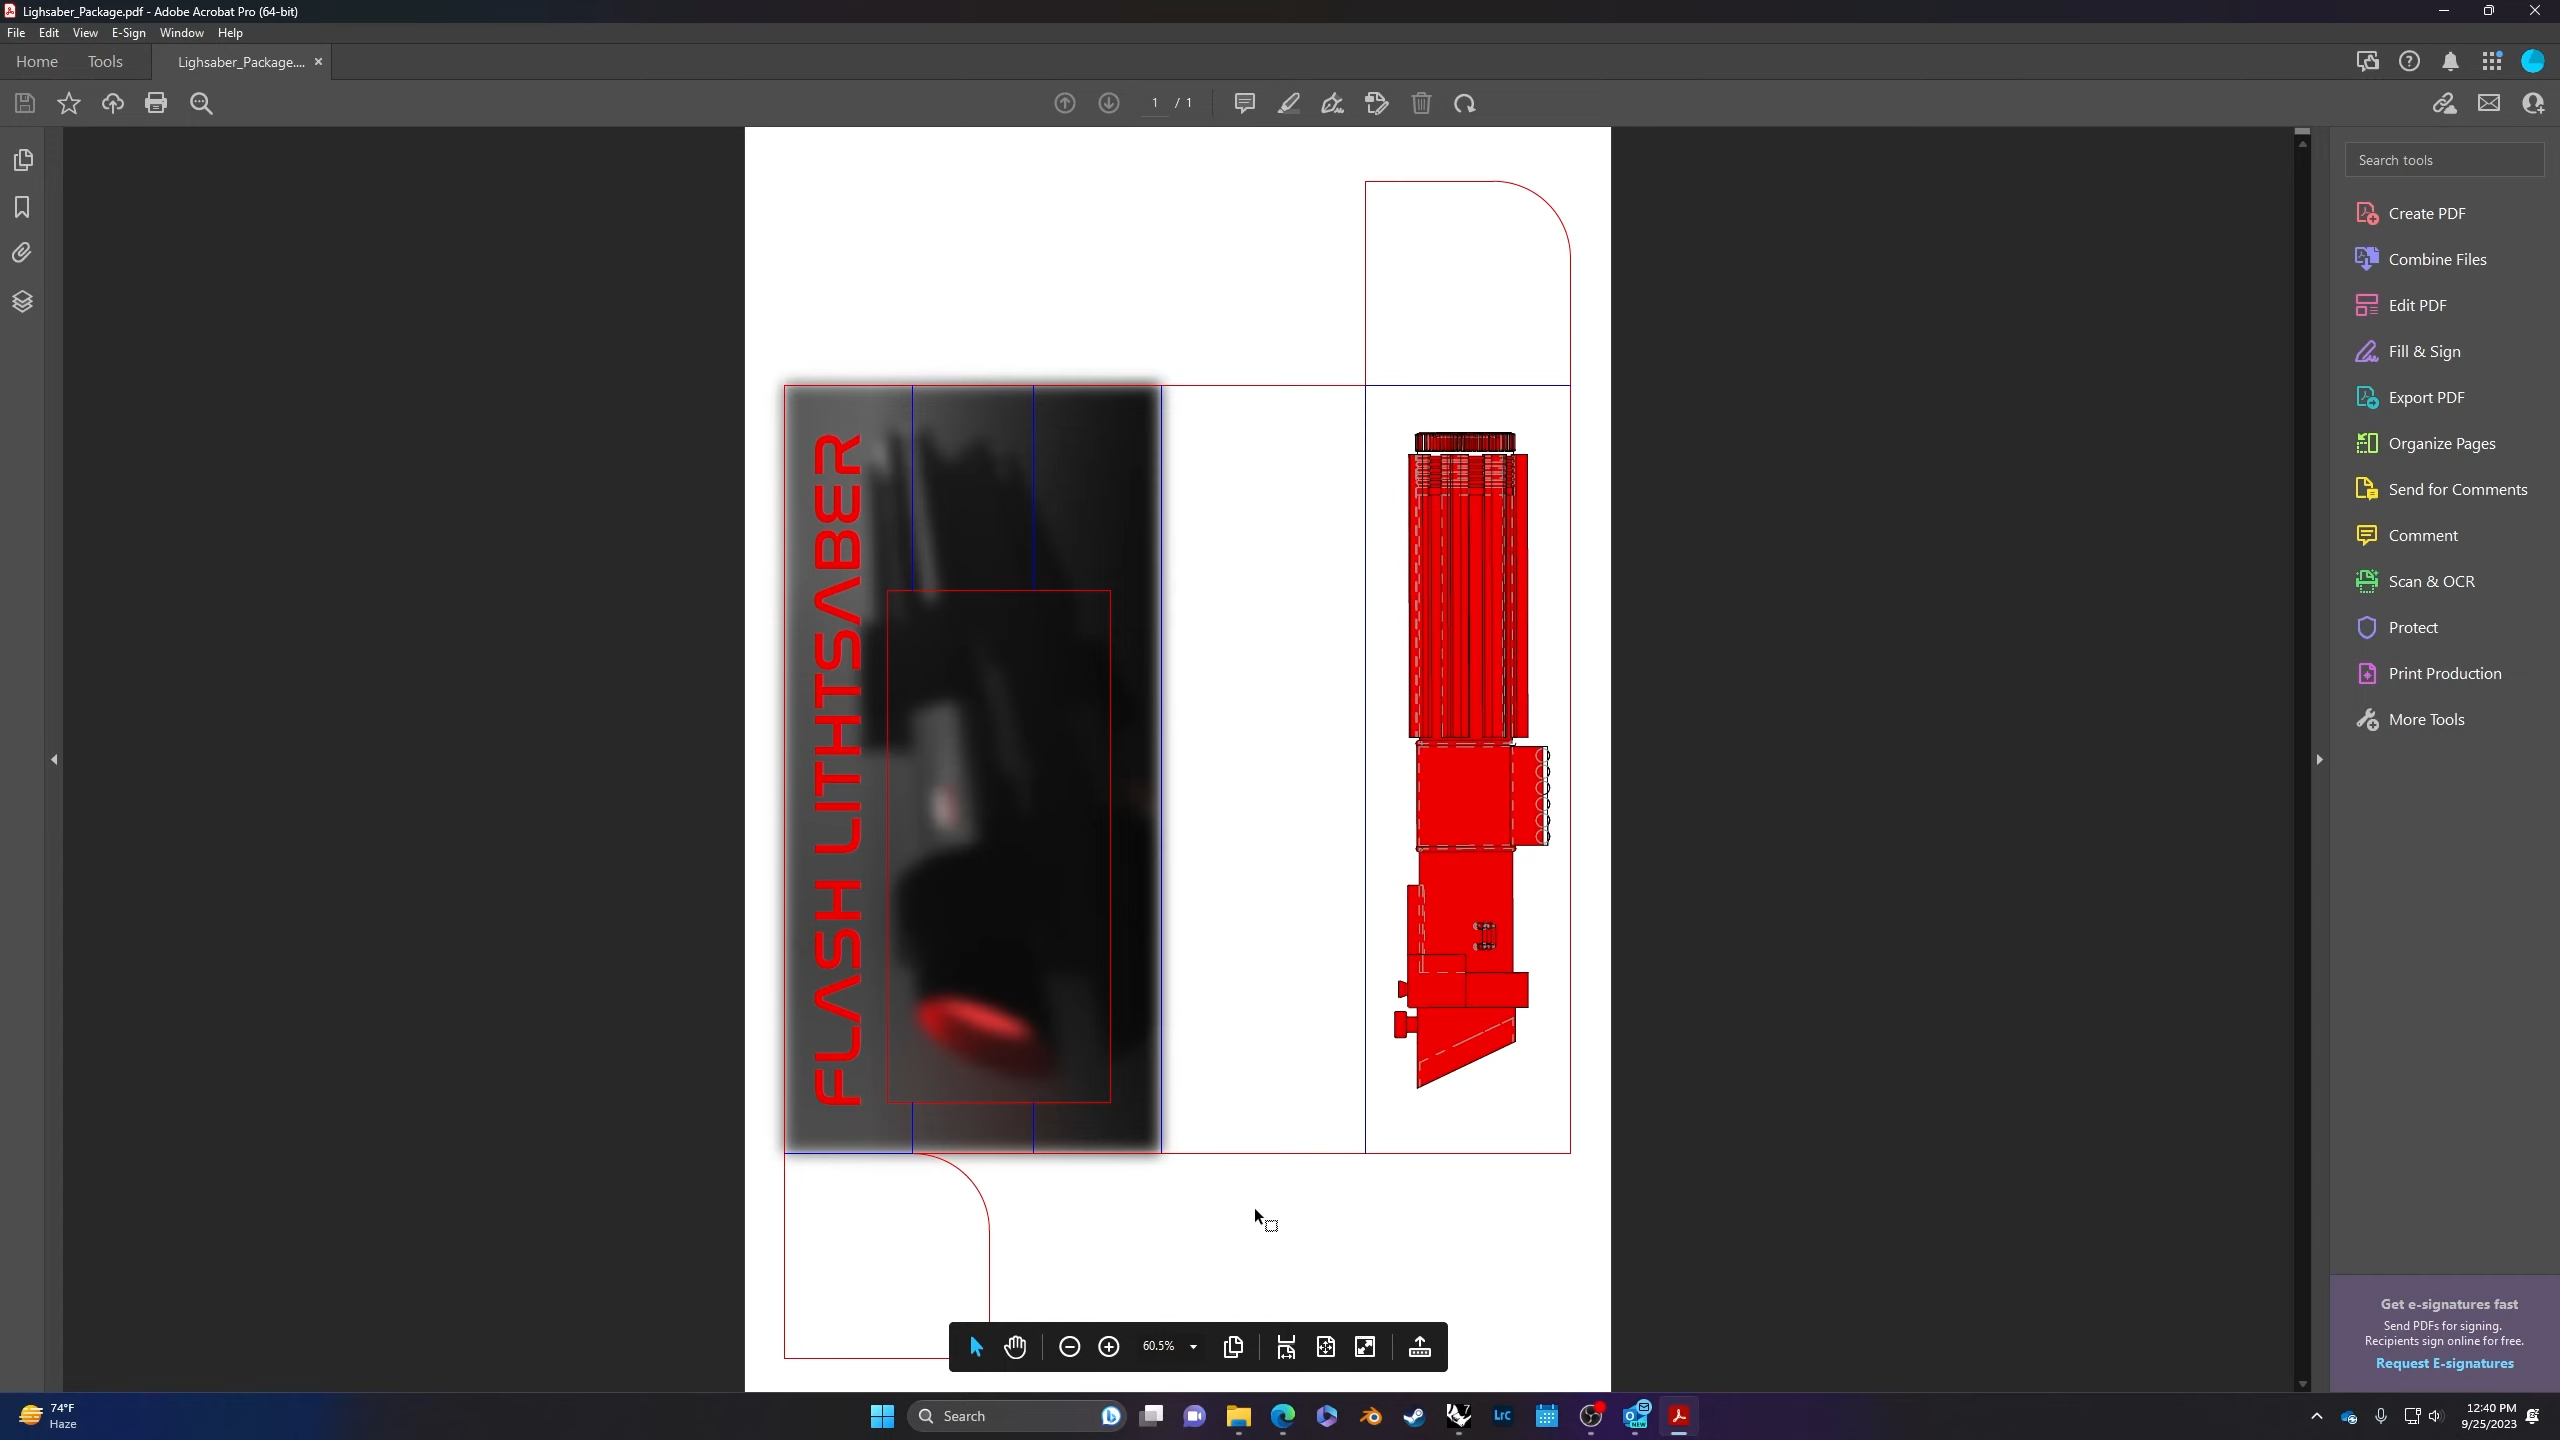 Lighsaber_Package.pdf - Adobe Acrobat Pro (64-bit)
File Edit View E-Sign Window Help
Home Tools Lighsaber_Package....
1 / 1
Search tools
Create PDF
Combine Files
Edit PDF
Fill & Sign
Export PDF
Organize Pages
Send for Comments
Comment
Scan & OCR
Protect
Print Production
More Tools
FLASH LITHTSABER
60.5%
Get e-signatures fast
Send PDFs for signing.
Recipients sign online for free.
Request E-signatures
74°F
Haze
Search
LrC
NEW
12:40 PM
9/25/2023